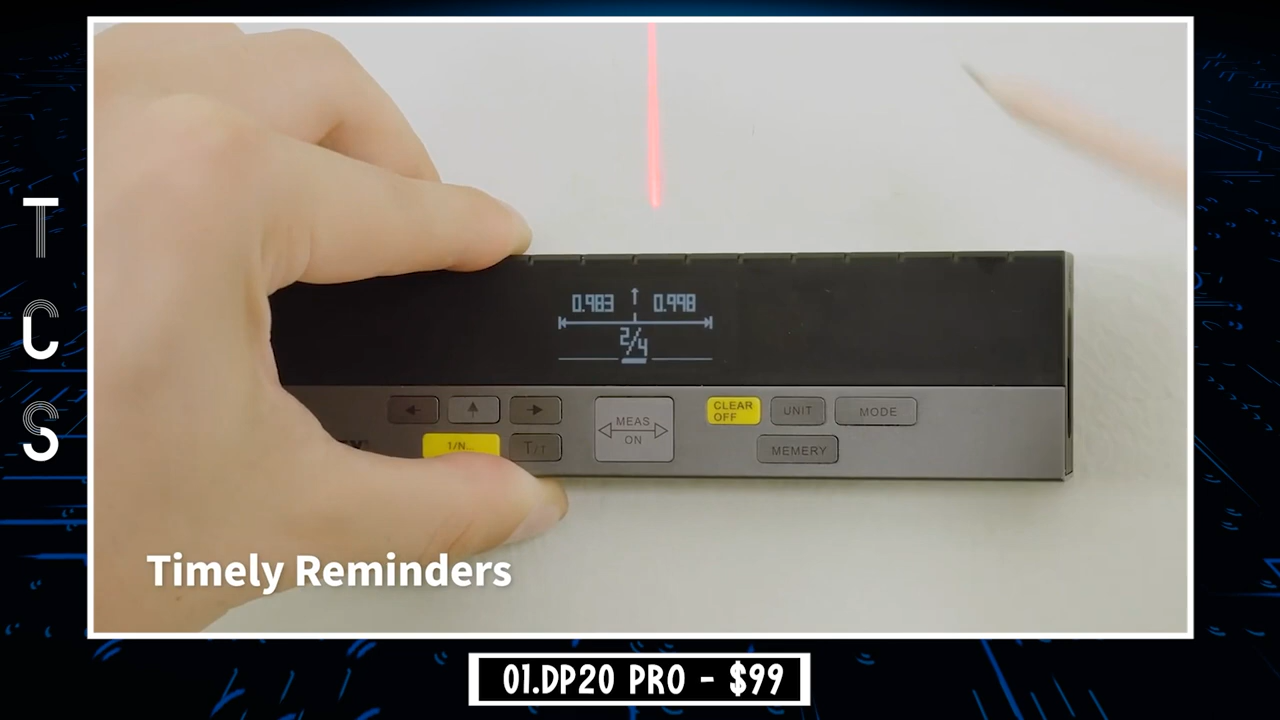 T
C
S
0.983 0.998
2/4
CLEAR
OFF
UNIT
MODE
MEAS
ON
1/N...
T/T
MEMERY
Timely Reminders
01.DP20 PRO - $99